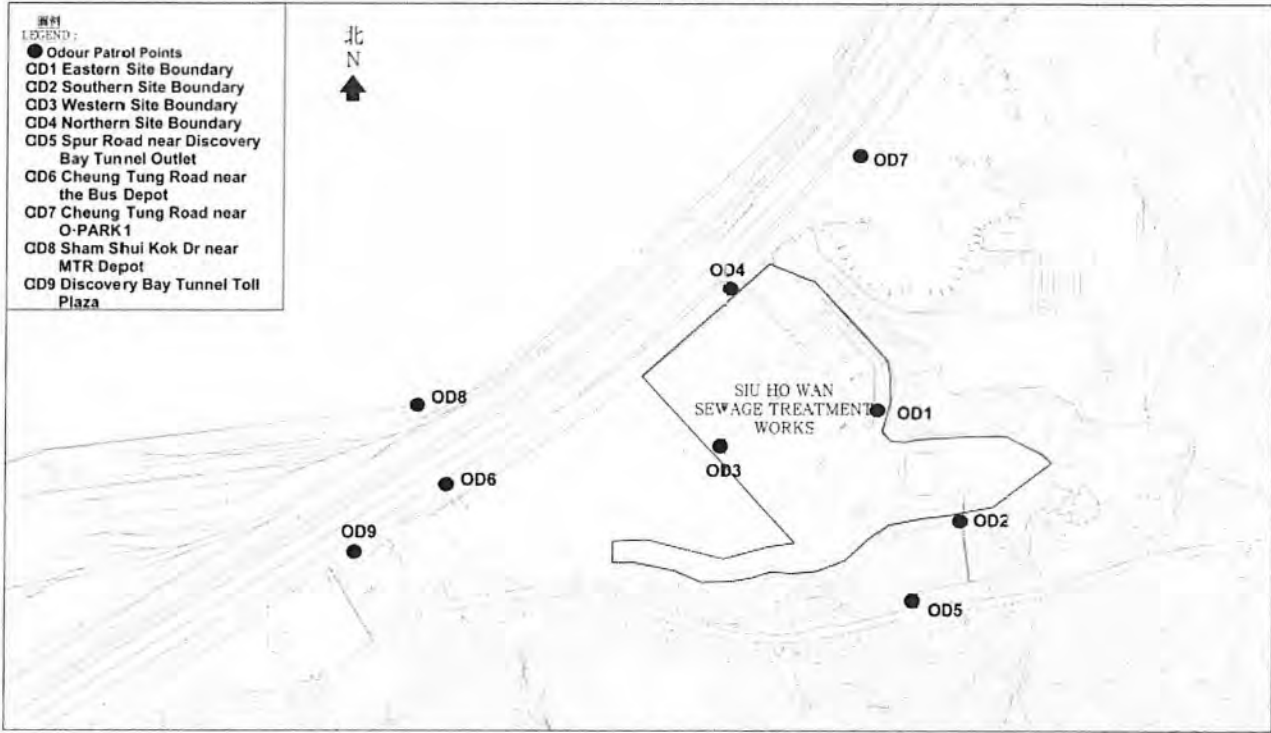 LEGEND :
Odour Patrol Points
OD1 Eastern Site Boundary
OD2 Southern Site Boundary
OD3 Western Site Boundary
OD4 Northern Site Boundary
OD5 Spur Road near Discovery
Bay Tunnel Outlet
OD6 Cheung Tung Road near
the Bus Depot
OD7 Cheung Tung Road near
O·PARK1
OD8 Sham Shui Kok Dr near
MTR Depot
OD9 Discovery Bay Tunnel Toll
Plaza
北
N
OD7
OD4
OD8
SIU HO WAN
SEWAGE TREATMENT
WORKS
OD1
OD3
OD6
OD2
OD9
OD5